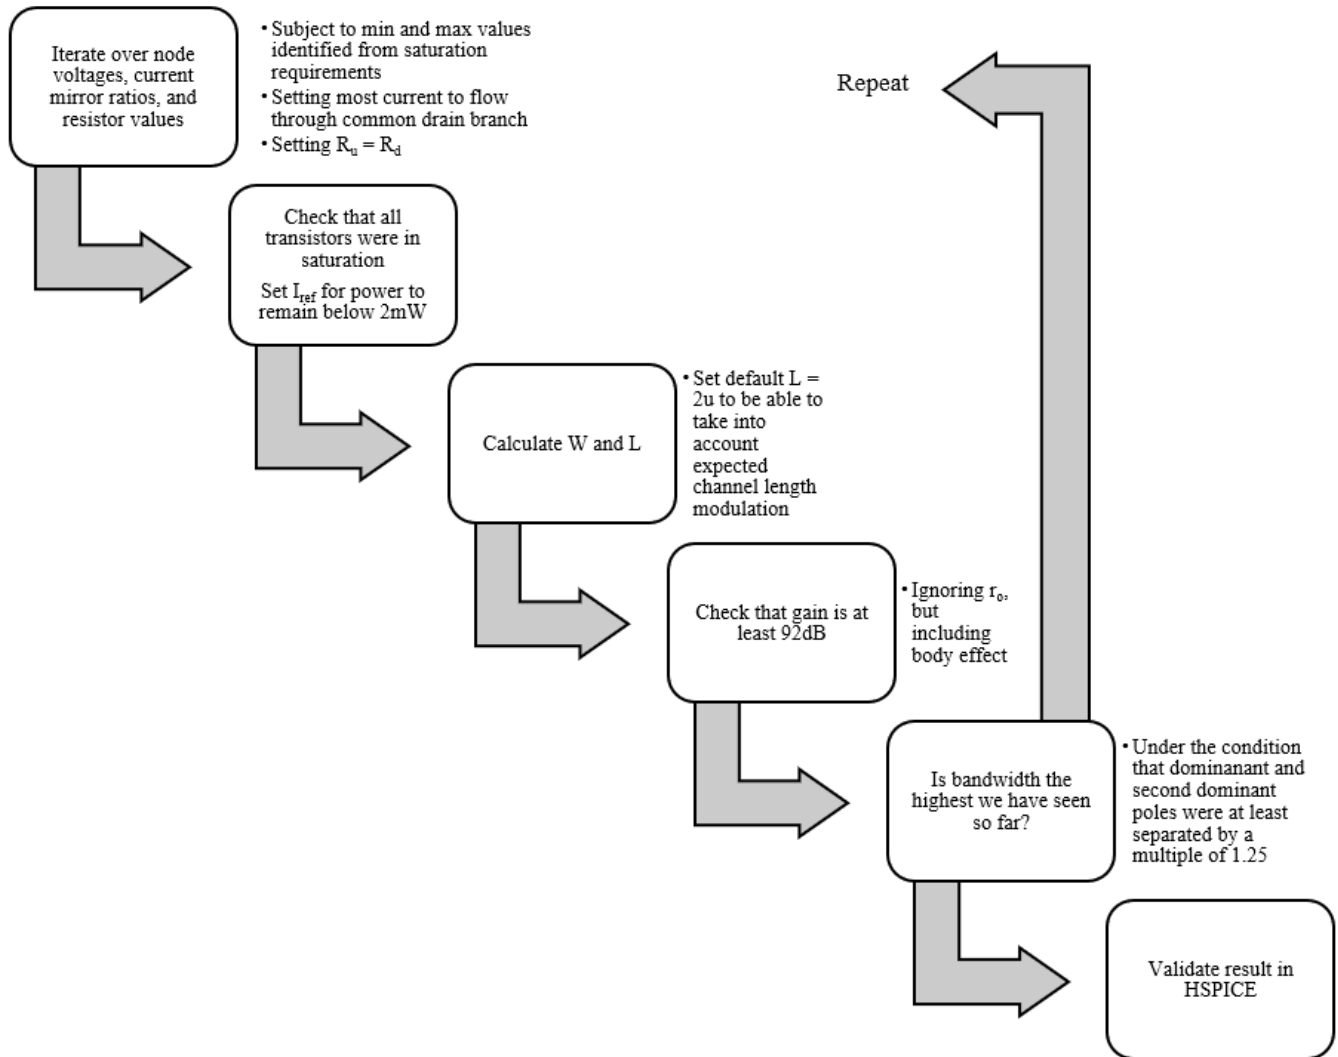 Iterate over node
voltages, current
mirror ratios, and
resistor values
• Subject to min and max values
identified from saturation
requirements
• Setting most current to flow
through common drain branch
• Setting Rᵤ = R_d
Repeat
Check that all
transistors were in
saturation
Set I_ref for power to
remain below 2mW
Calculate W and L
• Set default L =
2u to be able to
take into
account
expected
channel length
modulation
Check that gain is at
least 92dB
• Ignoring rₒ,
but
including
body effect
Is bandwidth the
highest we have seen
so far?
• Under the condition
that dominanant and
second dominant
poles were at least
separated by a
multiple of 1.25
Validate result in
HSPICE